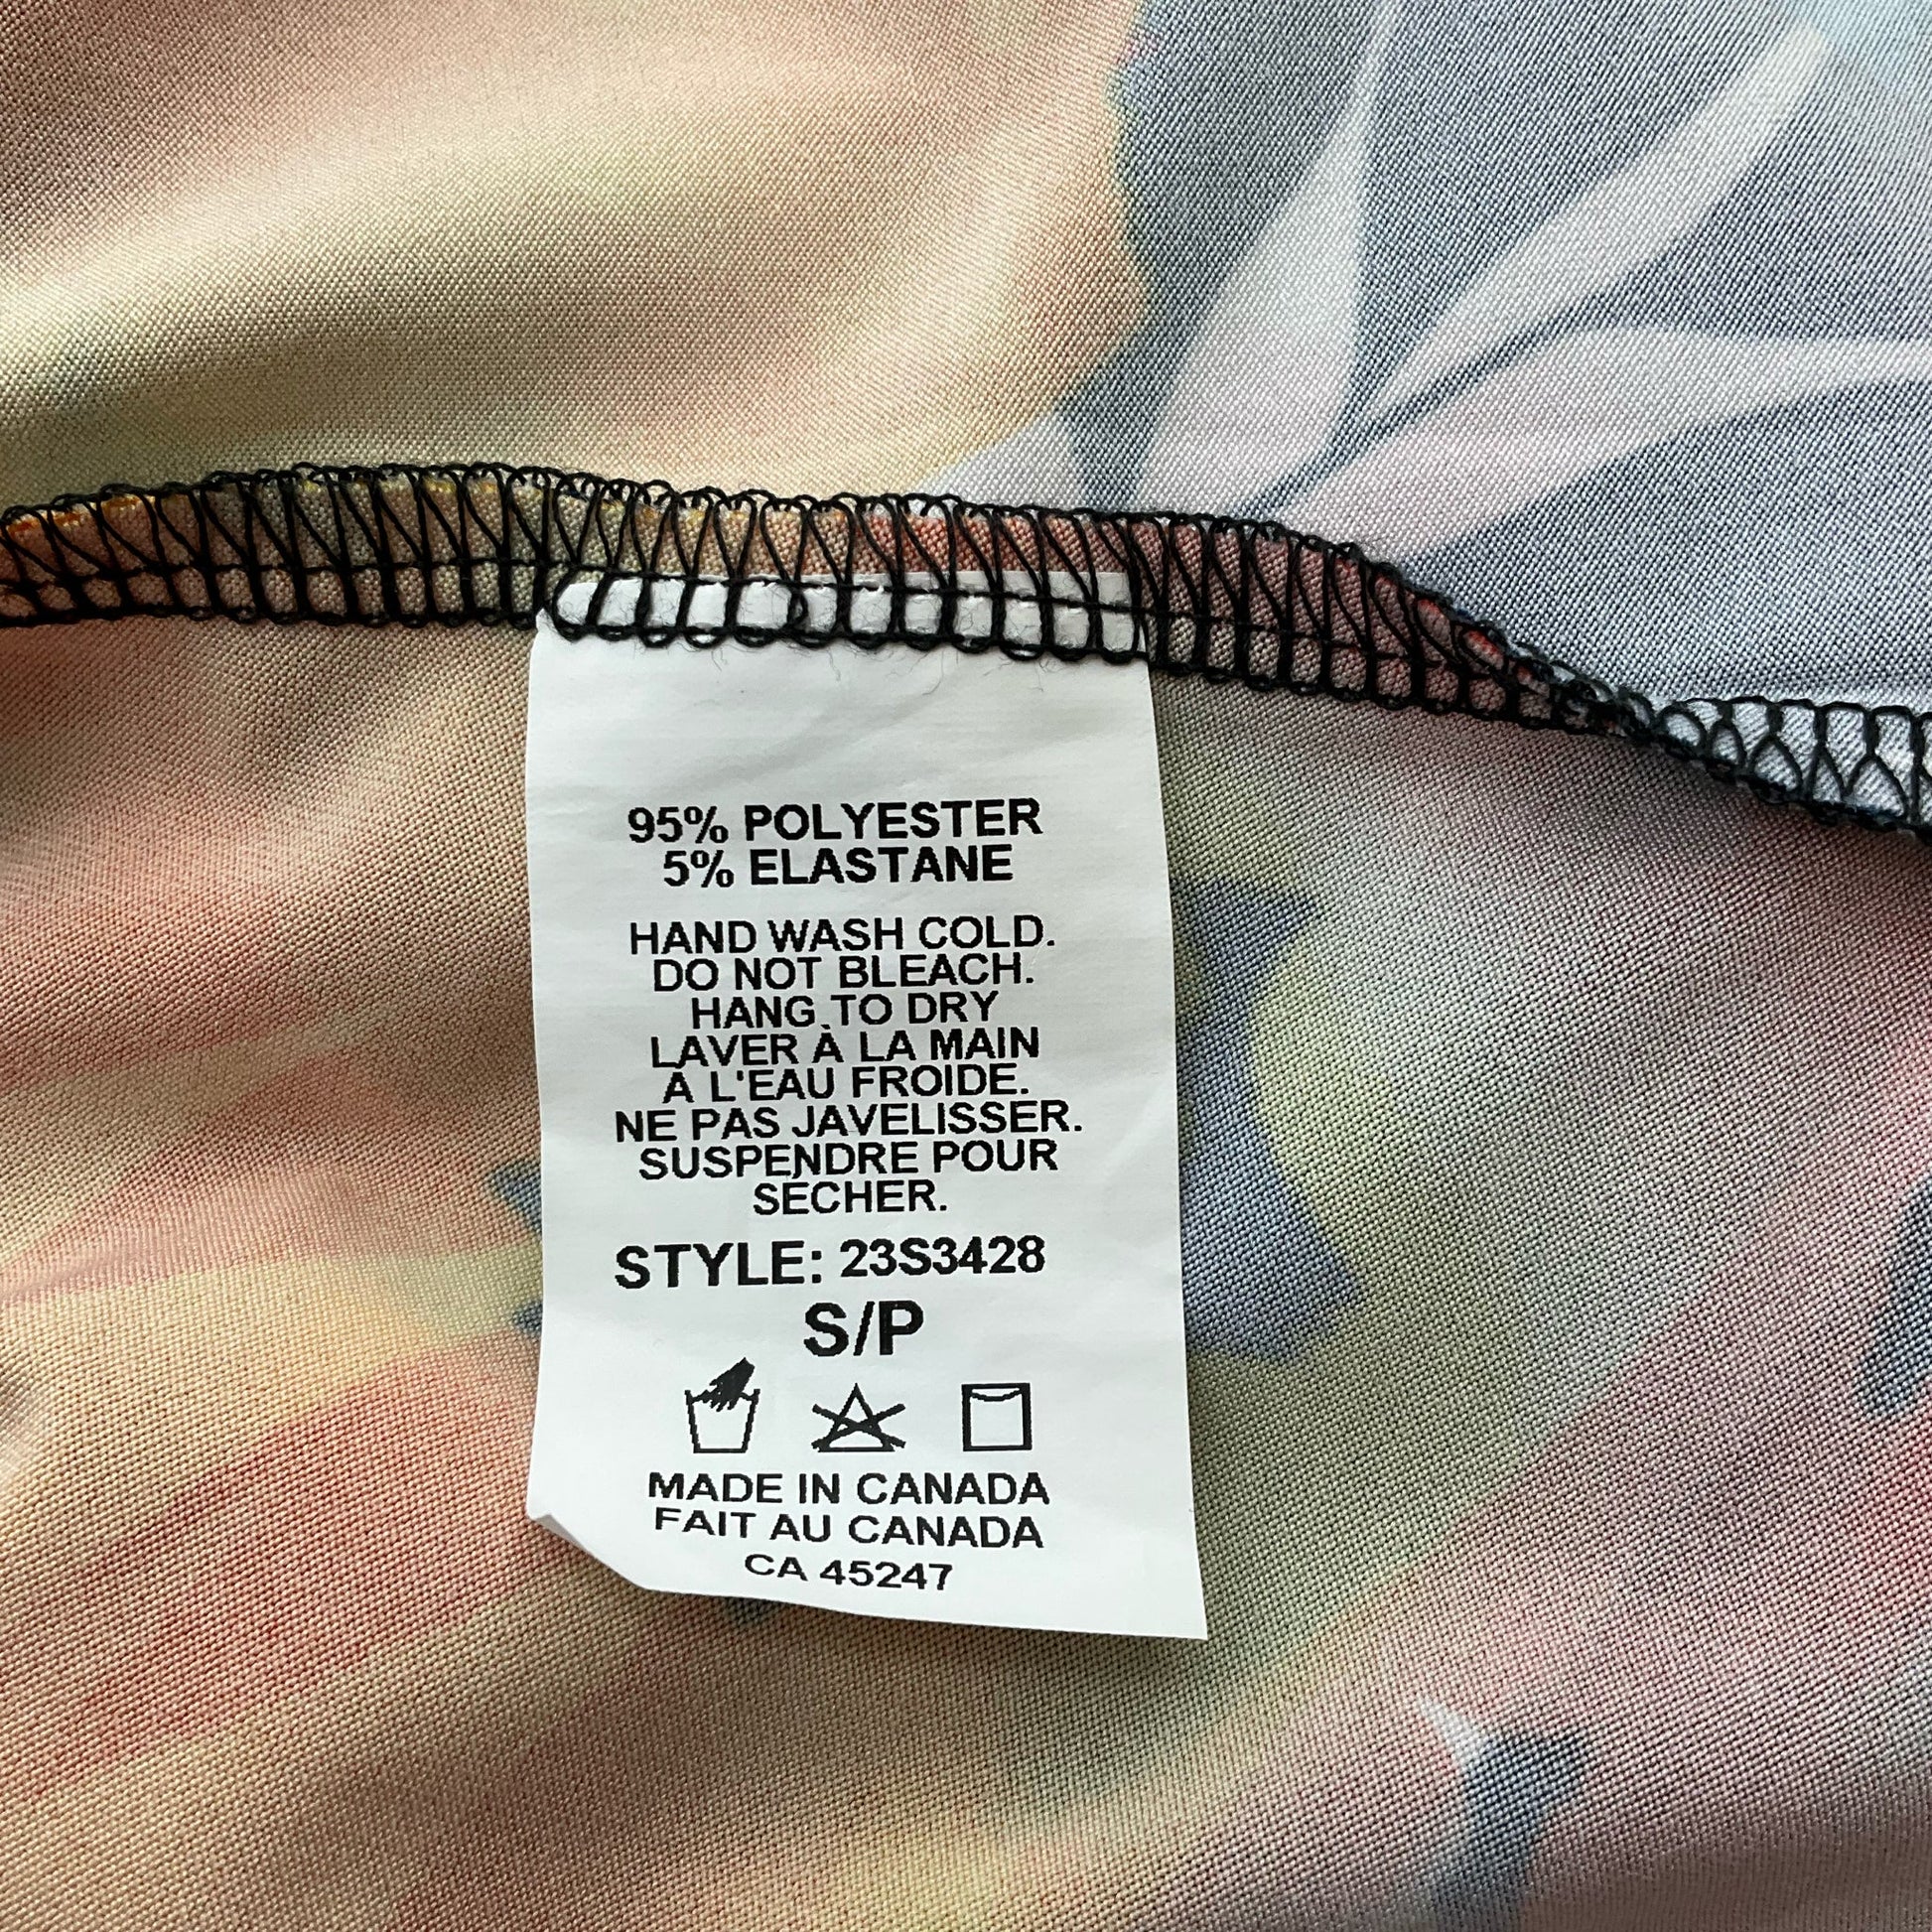 95% POLYESTER
5% ELASTANE
HAND WASH COLD.
DO NOT BLEACH.
HANG TO DRY
LAVER À LA MAIN
À L'EAU FROIDE.
NE PAS JAVELISSER.
SUSPENDRE POUR
SÉCHER.
STYLE: 23S3428
S/P
MADE IN CANADA
FAIT AU CANADA
CA 45247